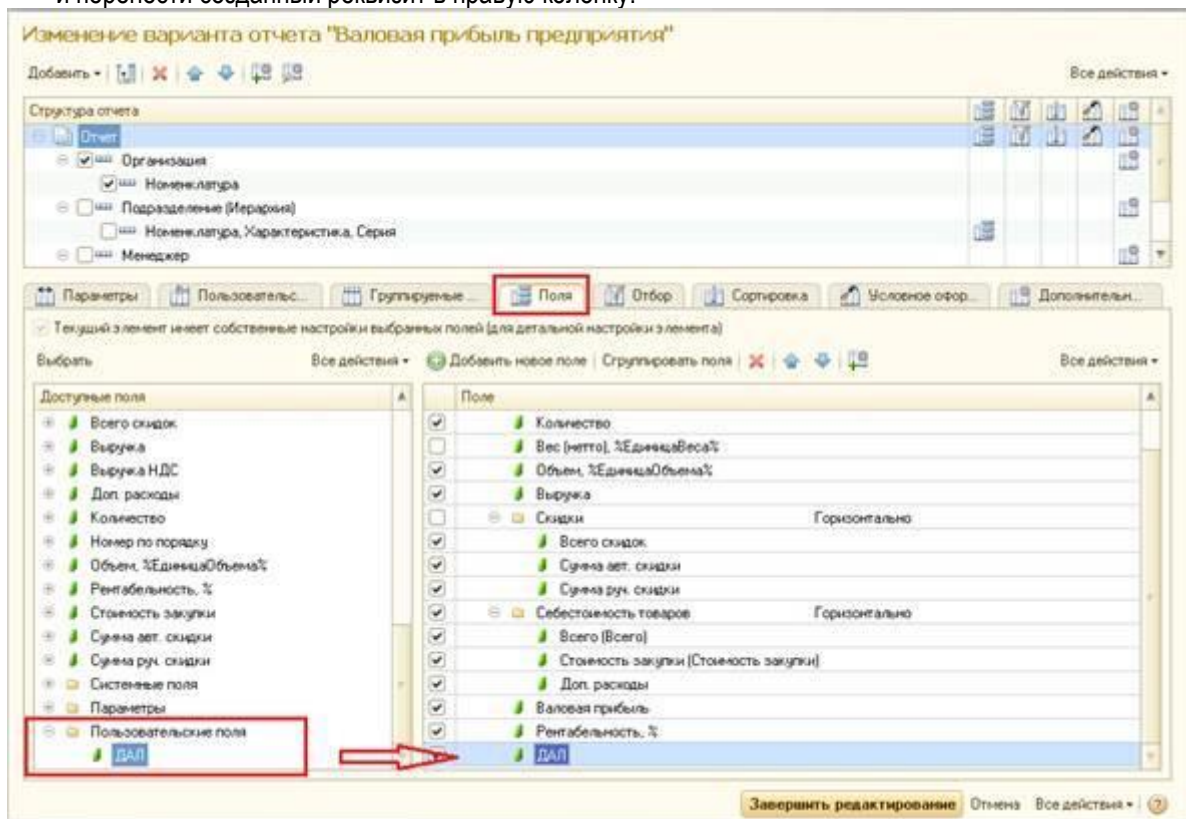 и перенести созданный реквизит в правую колонку.
Изменение варианта отчета "Валовая прибыль предприятия"
Добавить Все действия
Структура отчета
Отчет
Организация
Номенклатура
Подразделение (Иерархия)
Номенклатура, Характеристика, Серия
Менеджер
Параметры Пользовательс... Группируемые ... Поля Отбор Сортировка Условное офор... Дополнительн...
Текущий элемент имеет собственные настройки выбранных полей (для детальной настройки элемента)
Выбрать Все действия Добавить новое поле Сгруппировать поля Все действия
Доступные поля Поле
Всего скидок Количество
Выручка Вес (нетто), %ЕдиницаВеса%
Выручка НДС Объем, %ЕдиницаОбъема%
Доп. расходы Выручка
Количество Скидки Горизонтально
Номер по порядку Всего скидок
Объем, %ЕдиницаОбъема% Сумма авт. скидки
Рентабельность, % Сумма руч. скидки
Стоимость закупки Себестоимость товаров Горизонтально
Сумма авт. скидки Всего (Всего)
Сумма руч. скидки Стоимость закупки (Стоимость закупки)
Системные поля Доп. расходы
Параметры Валовая прибыль
Пользовательские поля Рентабельность, %
ДАП ДАП
Завершить редактирование Отмена Все действия ?